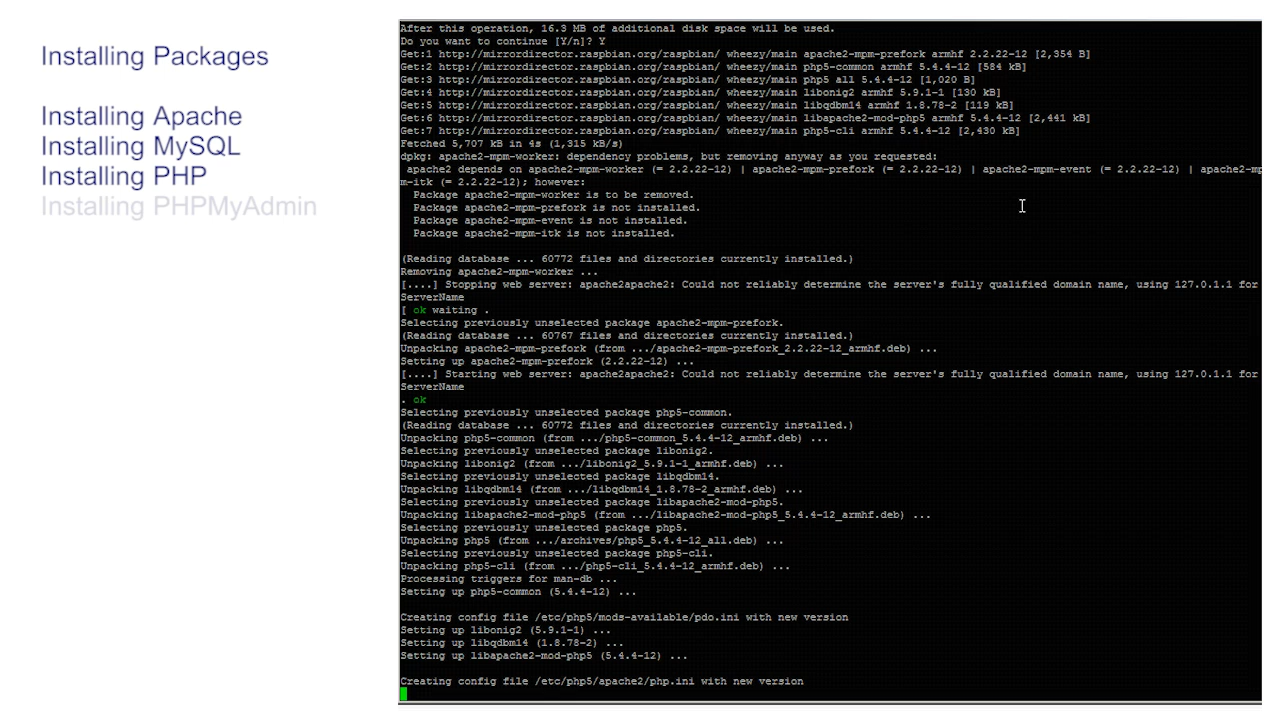 Installing Packages
Installing Apache
Installing MySQL
Installing PHP
Installing PHPMyAdmin
After this operation, 16.3 MB of additional disk space will be used.
Do you want to continue [Y/n]? Y
Get:1 http://mirrordirector.raspbian.org/raspbian/ wheezy/main apache2-mpm-prefork armhf 2.2.22-12 [2,354 B]
Get:2 http://mirrordirector.raspbian.org/raspbian/ wheezy/main php5-common armhf 5.4.4-12 [584 kB]
Get:3 http://mirrordirector.raspbian.org/raspbian/ wheezy/main php5 all 5.4.4-12 [1,020 B]
Get:4 http://mirrordirector.raspbian.org/raspbian/ wheezy/main libonig2 armhf 5.9.1-1 [130 kB]
Get:5 http://mirrordirector.raspbian.org/raspbian/ wheezy/main libqdbm14 armhf 1.8.78-2 [119 kB]
Get:6 http://mirrordirector.raspbian.org/raspbian/ wheezy/main libapache2-mod-php5 armhf 5.4.4-12 [2,441 kB]
Get:7 http://mirrordirector.raspbian.org/raspbian/ wheezy/main php5-cli armhf 5.4.4-12 [2,430 kB]
Fetched 5,707 kB in 4s (1,315 kB/s)
dpkg: apache2-mpm-worker: dependency problems, but removing anyway as you requested:
apache2 depends on apache2-mpm-worker (= 2.2.22-12) | apache2-mpm-prefork (= 2.2.22-12) | apache2-mpm-event (= 2.2.22-12) | apache2-mp
m-itk (= 2.2.22-12); however:
Package apache2-mpm-worker is to be removed.
Package apache2-mpm-prefork is not installed.
Package apache2-mpm-event is not installed.
Package apache2-mpm-itk is not installed.
(Reading database ... 60772 files and directories currently installed.)
Removing apache2-mpm-worker ...
[....] Stopping web server: apache2apache2: Could not reliably determine the server's fully qualified domain name, using 127.0.1.1 for
ServerName
[ ok waiting .
Selecting previously unselected package apache2-mpm-prefork.
(Reading database ... 60767 files and directories currently installed.)
Unpacking apache2-mpm-prefork (from .../apache2-mpm-prefork_2.2.22-12_armhf.deb) ...
Setting up apache2-mpm-prefork (2.2.22-12) ...
[....] Starting web server: apache2apache2: Could not reliably determine the server's fully qualified domain name, using 127.0.1.1 for
ServerName
. ok
Selecting previously unselected package php5-common.
(Reading database ... 60772 files and directories currently installed.)
Unpacking php5-common (from .../php5-common_5.4.4-12_armhf.deb) ...
Selecting previously unselected package libonig2.
Unpacking libonig2 (from .../libonig2_5.9.1-1_armhf.deb) ...
Selecting previously unselected package libqdbm14.
Unpacking libqdbm14 (from .../libqdbm14_1.8.78-2_armhf.deb) ...
Selecting previously unselected package libapache2-mod-php5.
Unpacking libapache2-mod-php5 (from .../libapache2-mod-php5_5.4.4-12_armhf.deb) ...
Selecting previously unselected package php5.
Unpacking php5 (from .../archives/php5_5.4.4-12_all.deb) ...
Selecting previously unselected package php5-cli.
Unpacking php5-cli (from .../php5-cli_5.4.4-12_armhf.deb) ...
Processing triggers for man-db ...
Setting up php5-common (5.4.4-12) ...
Creating config file /etc/php5/mods-available/pdo.ini with new version
Setting up libonig2 (5.9.1-1) ...
Setting up libqdbm14 (1.8.78-2) ...
Setting up libapache2-mod-php5 (5.4.4-12) ...
Creating config file /etc/php5/apache2/php.ini with new version